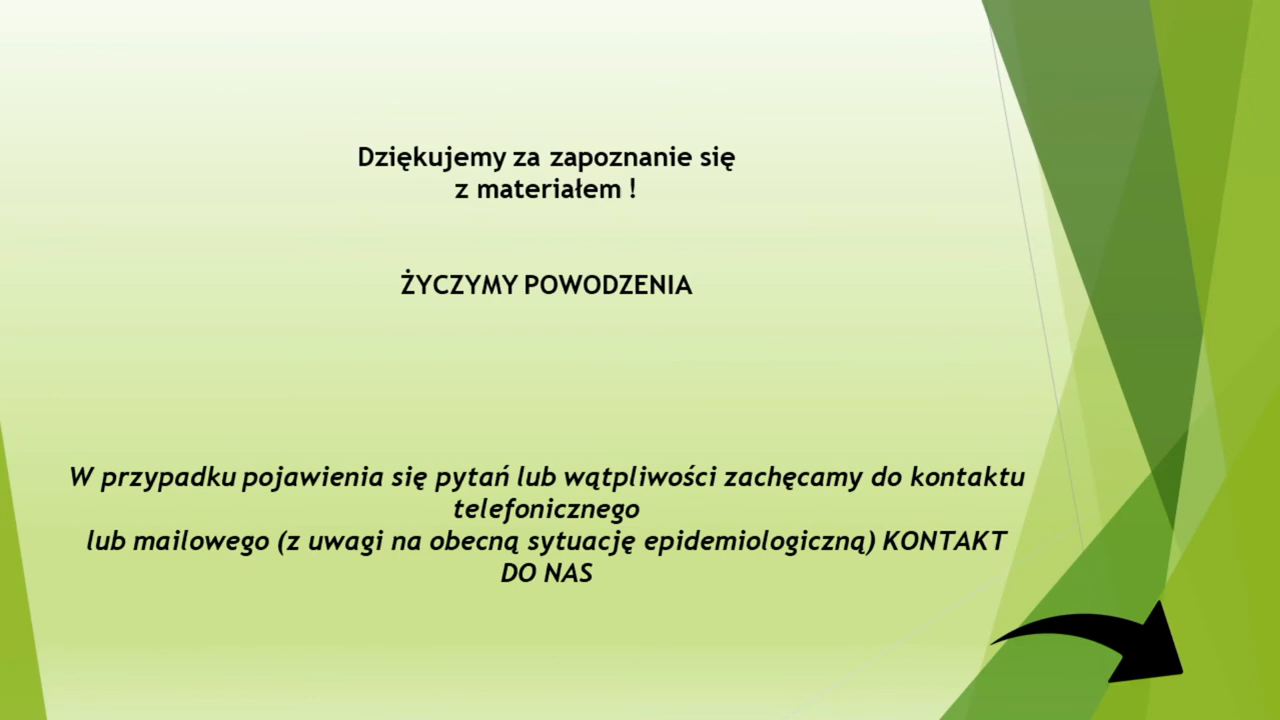 Dziękujemy za zapoznanie się
z materiałem !
ŻYCZYMY POWODZENIA
W przypadku pojawienia się pytań lub wątpliwości zachęcamy do kontaktu
telefonicznego
lub mailowego (z uwagi na obecną sytuację epidemiologiczną) KONTAKT
DO NAS